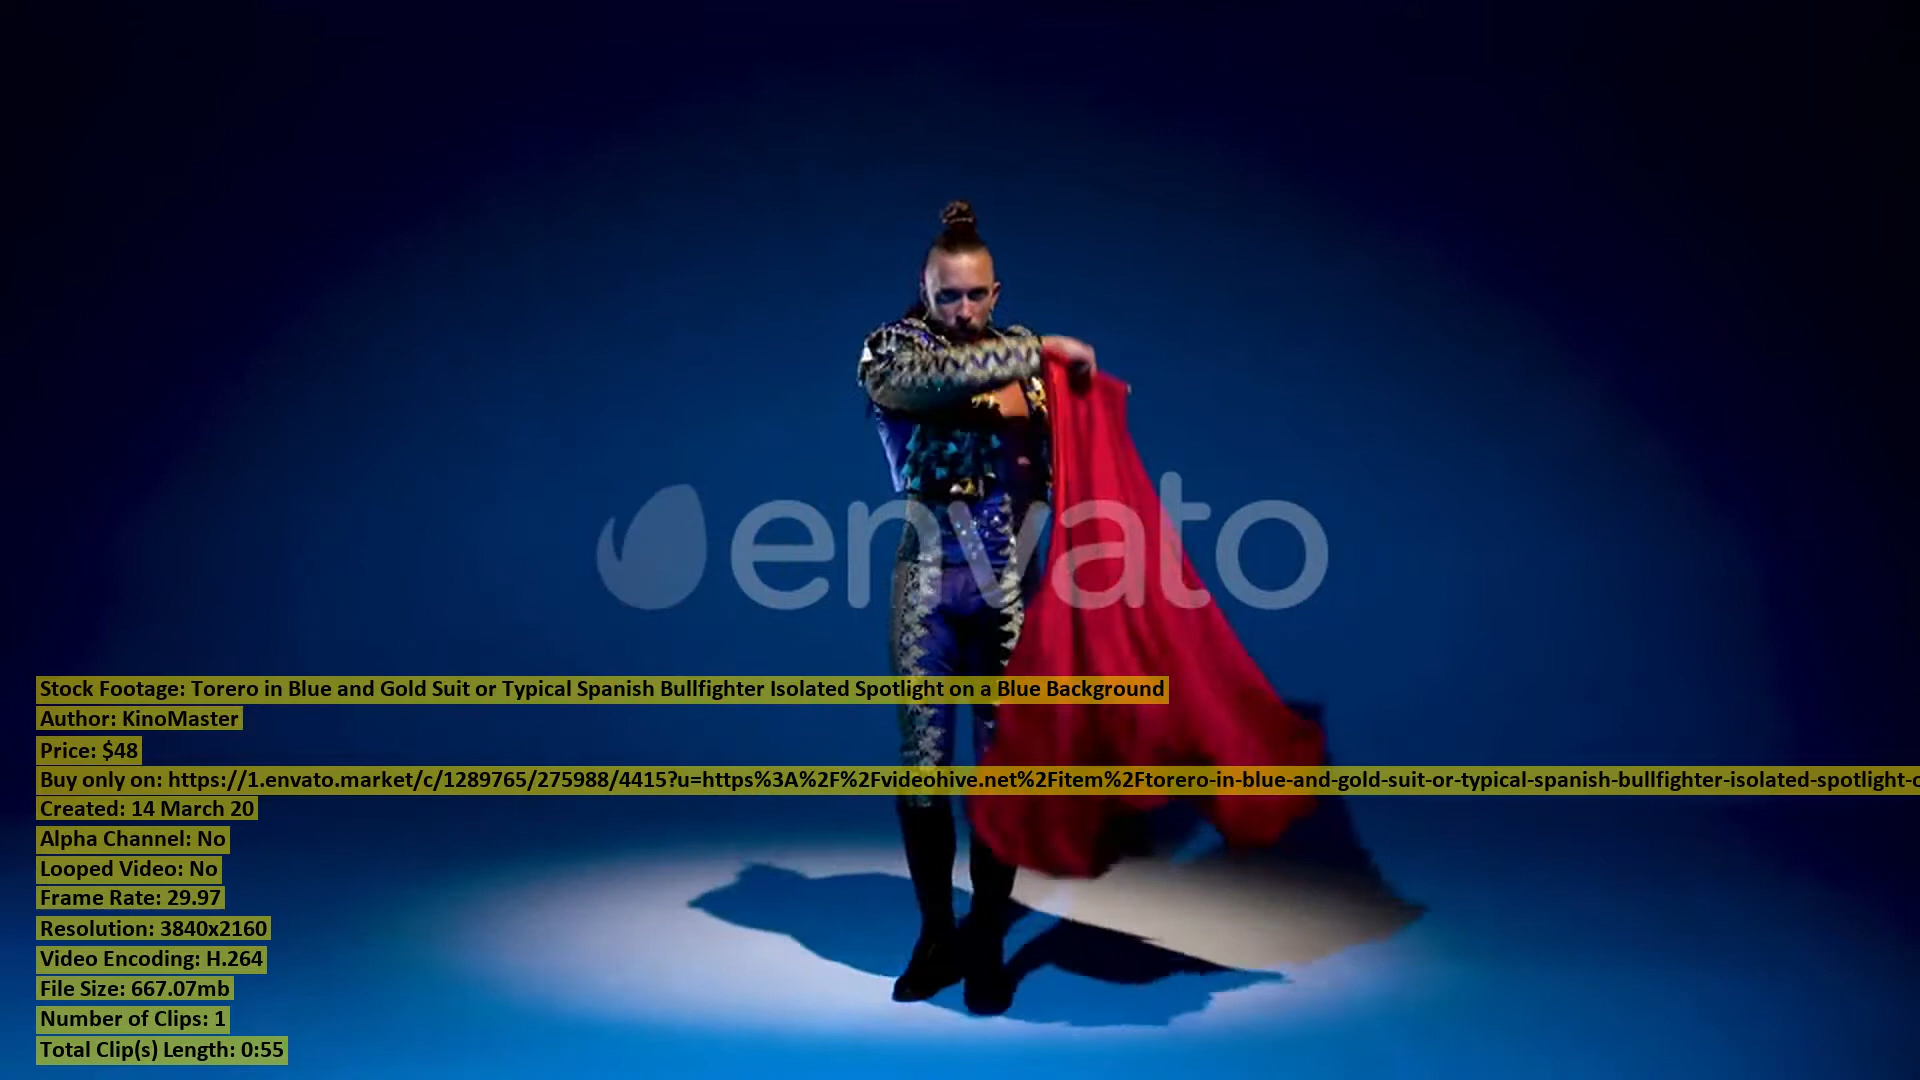 envato
Stock Footage: Torero in Blue and Gold Suit or Typical Spanish Bullfighter Isolated Spotlight on a Blue Background
Author: KinoMaster
Price: $48
Buy only on: https://1.envato.market/c/1289765/275988/4415?u=https%3A%2F%2Fvideohive.net%2Fitem%2Ftorero-in-blue-and-gold-suit-or-typical-spanish-bullfighter-isolated-spotlight-o
Created: 14 March 20
Alpha Channel: No
Looped Video: No
Frame Rate: 29.97
Resolution: 3840x2160
Video Encoding: H.264
File Size: 667.07mb
Number of Clips: 1
Total Clip(s) Length: 0:55